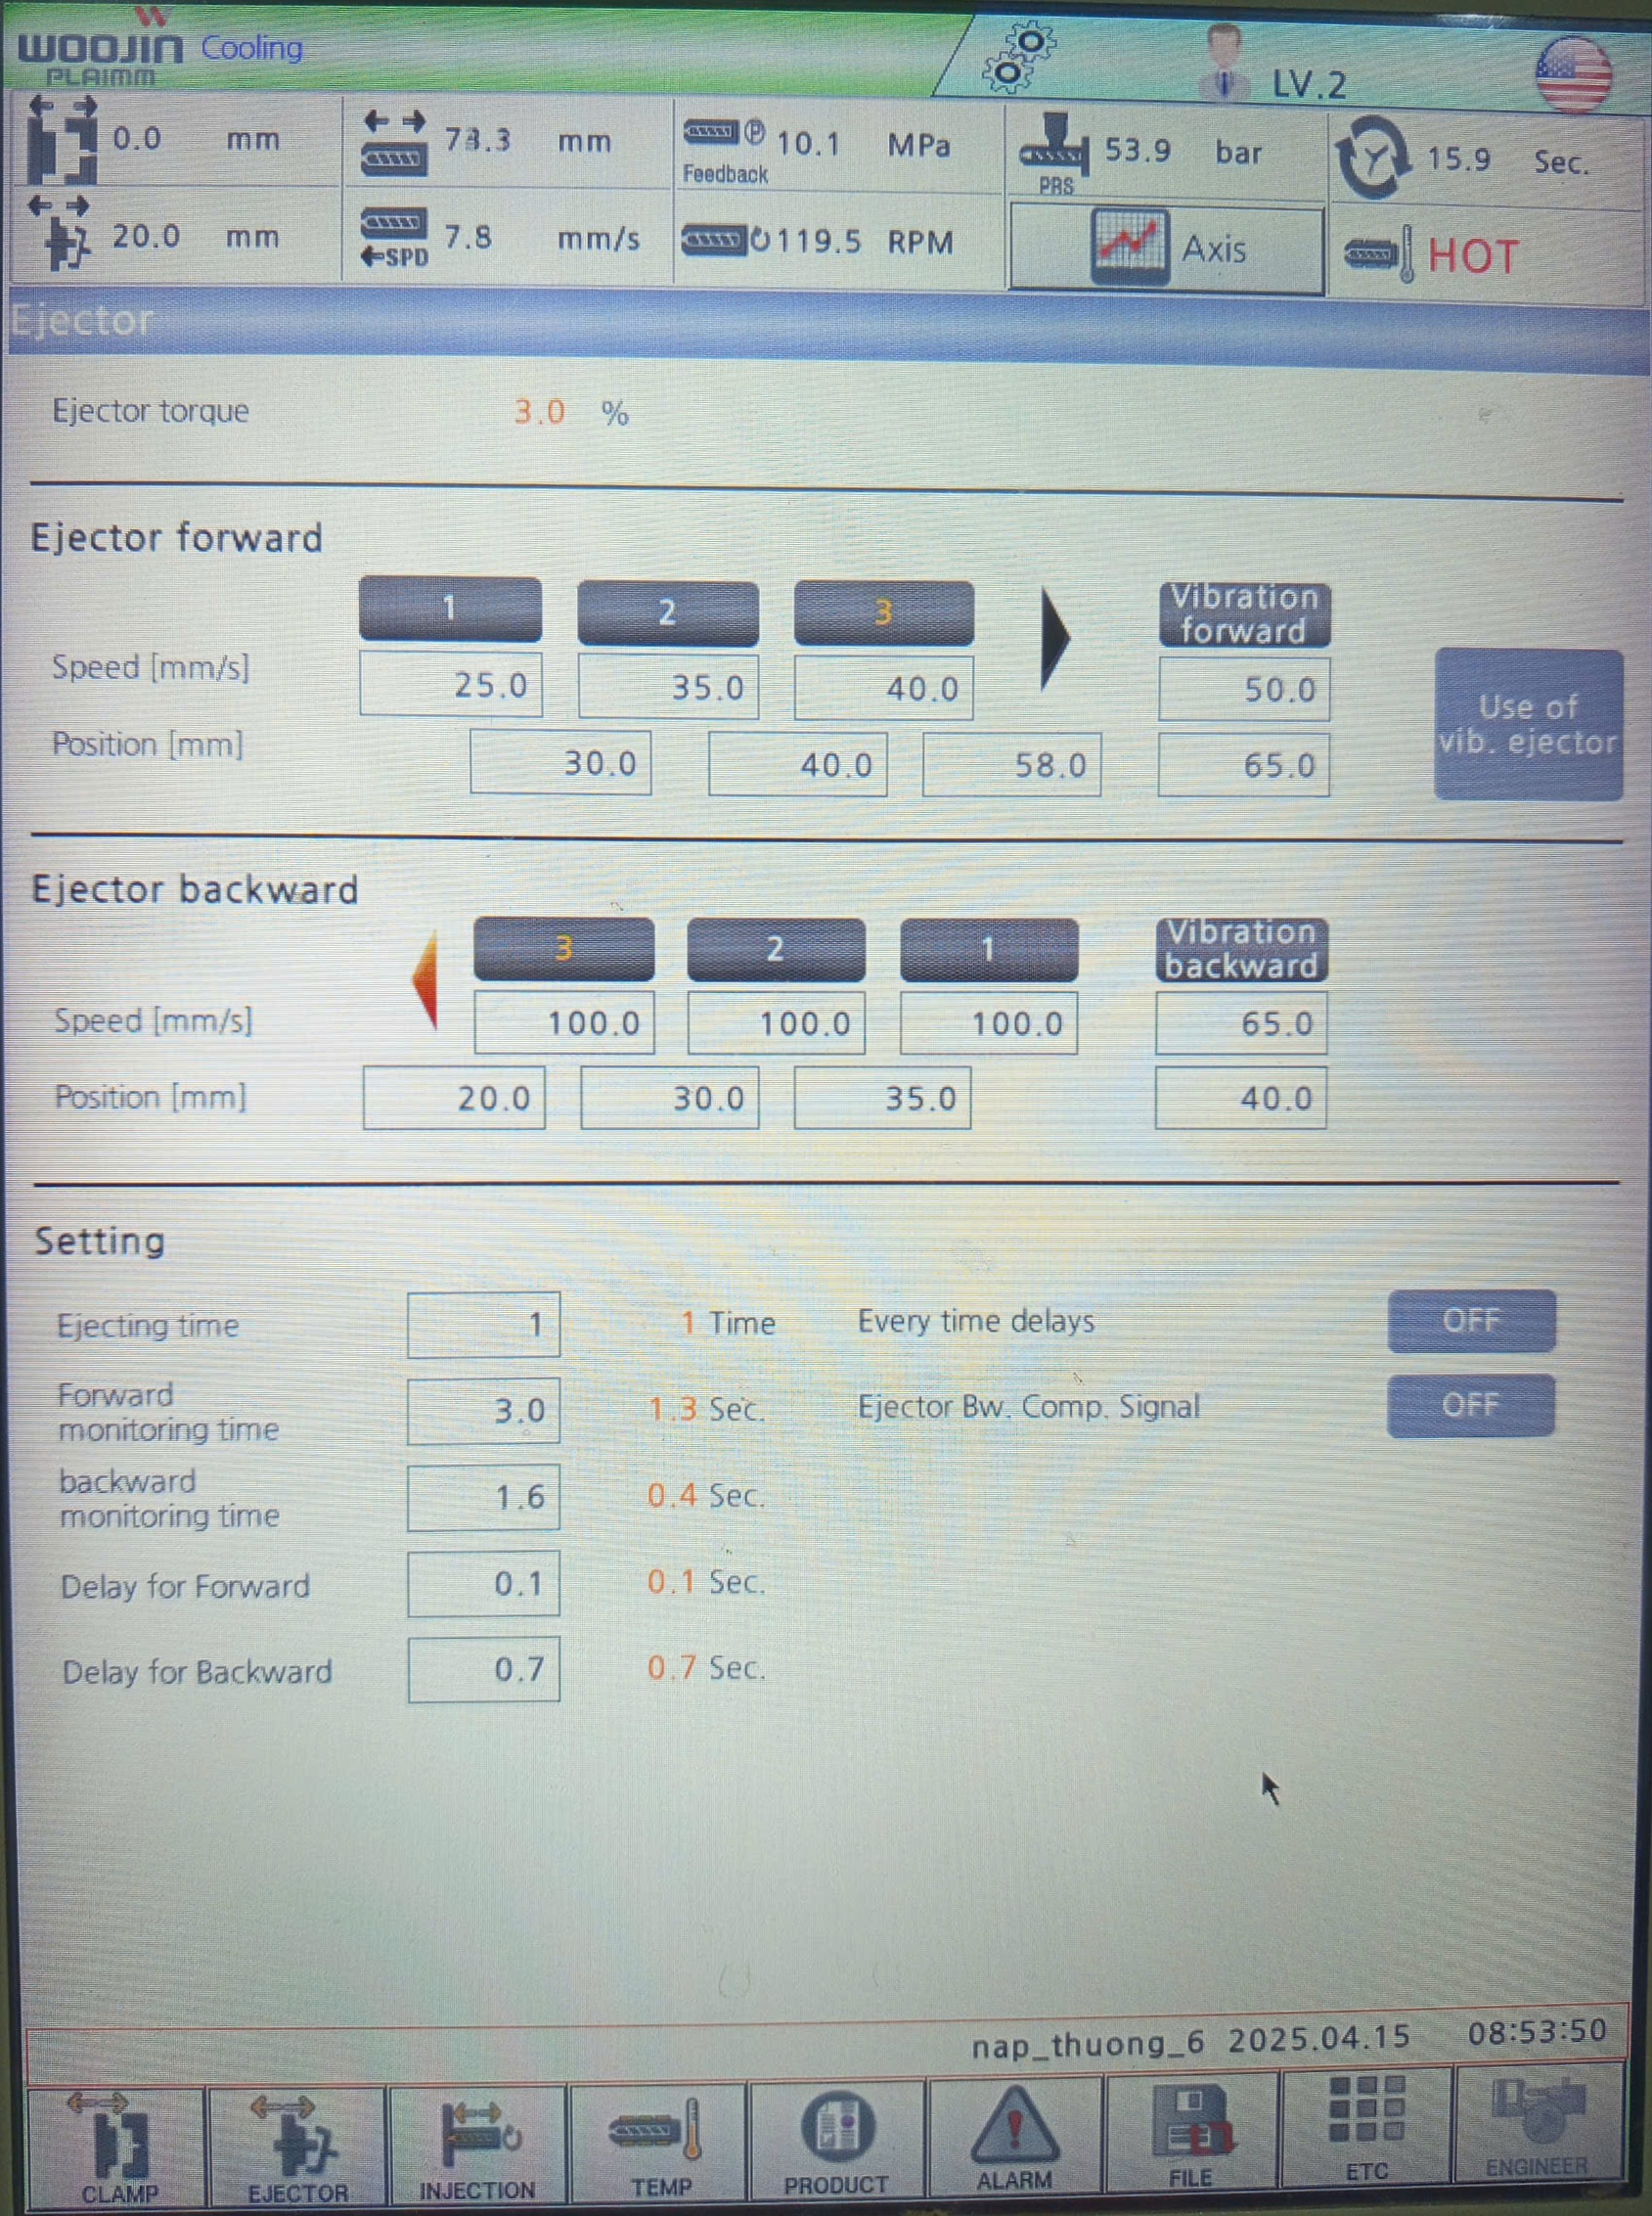 WOOJIN Cooling
PLAIMM
LV.2
0.0 mm
mm
P 10.1 MPa
Feedback
53.9 bar
PRS
15.9 Sec.
20.0 mm
7.8 mm/s
SPD
119.5 RPM
Axis
HOT
Ejector
Ejector torque 3.0 %
Ejector forward
1 2 3 Vibration forward
Speed [mm/s] 25.0 35.0 40.0 50.0
Position [mm] 30.0 40.0 58.0 65.0
Use of
vib. ejector
Ejector backward
3 2 1 Vibration backward
Speed [mm/s] 100.0 100.0 100.0 65.0
Position [mm] 20.0 30.0 35.0 40.0
Setting
Ejecting time 1 1 Time Every time delays OFF
Forward
monitoring time 3.0 1.3 Sec. Ejector Bw. Comp. Signal OFF
backward
monitoring time 1.6 0.4 Sec.
Delay for Forward 0.1 0.1 Sec.
Delay for Backward 0.7 0.7 Sec.
nap_thuong_6 2025.04.15 08:53:50
CLAMP EJECTOR INJECTION TEMP PRODUCT ALARM FILE ETC ENGINEER